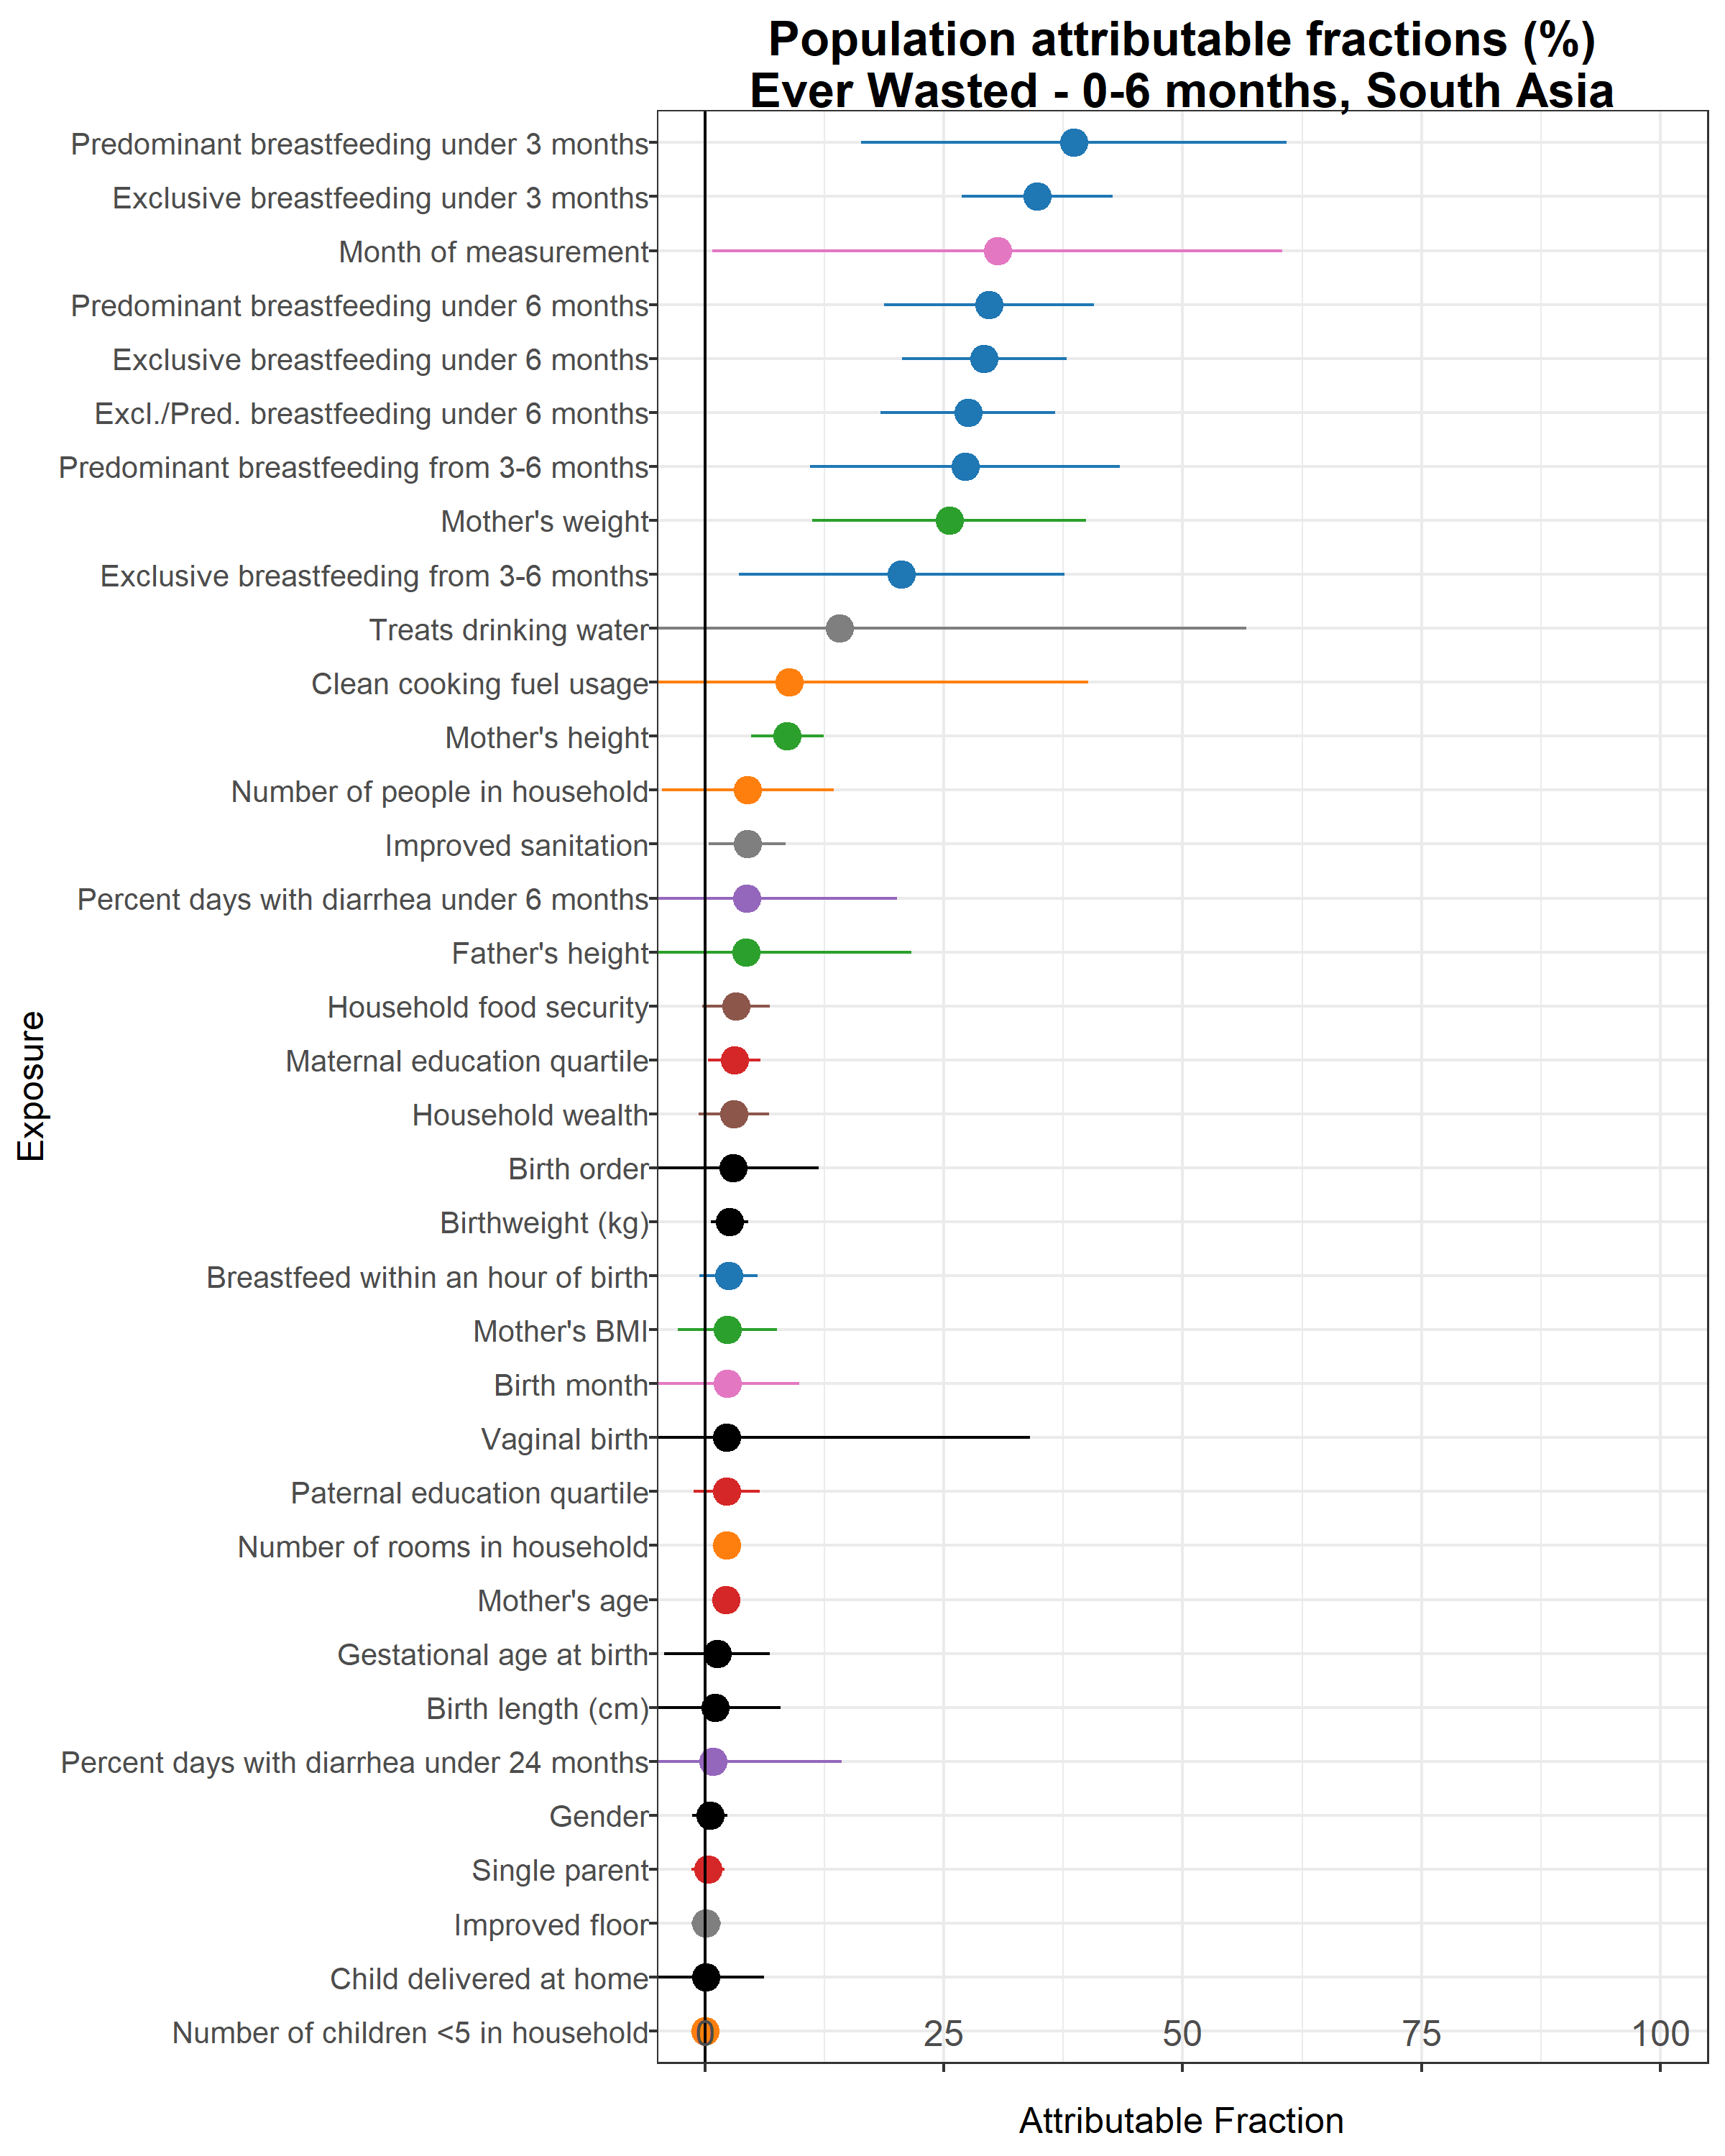 Population attributable fractions (%)
Ever Wasted - 0-6 months, South Asia
Predominant breastfeeding under 3 months
Exclusive breastfeeding under 3 months
Month of measurement
Predominant breastfeeding under 6 months
Exclusive breastfeeding under 6 months
Excl./Pred. breastfeeding under 6 months
Predominant breastfeeding from 3-6 months
Mother's weight
Exclusive breastfeeding from 3-6 months
Treats drinking water
Clean cooking fuel usage
Mother's height
Number of people in household
Improved sanitation
Percent days with diarrhea under 6 months
Father's height
Household food security
Maternal education quartile
Household wealth
Birth order
Birthweight (kg)
Breastfeed within an hour of birth
Mother's BMI
Birth month
Vaginal birth
Paternal education quartile
Number of rooms in household
Mother's age
Gestational age at birth
Birth length (cm)
Percent days with diarrhea under 24 months
Gender
Single parent
Improved floor
Child delivered at home
Number of children <5 in household
Exposure
0 25 50 75 100
Attributable Fraction